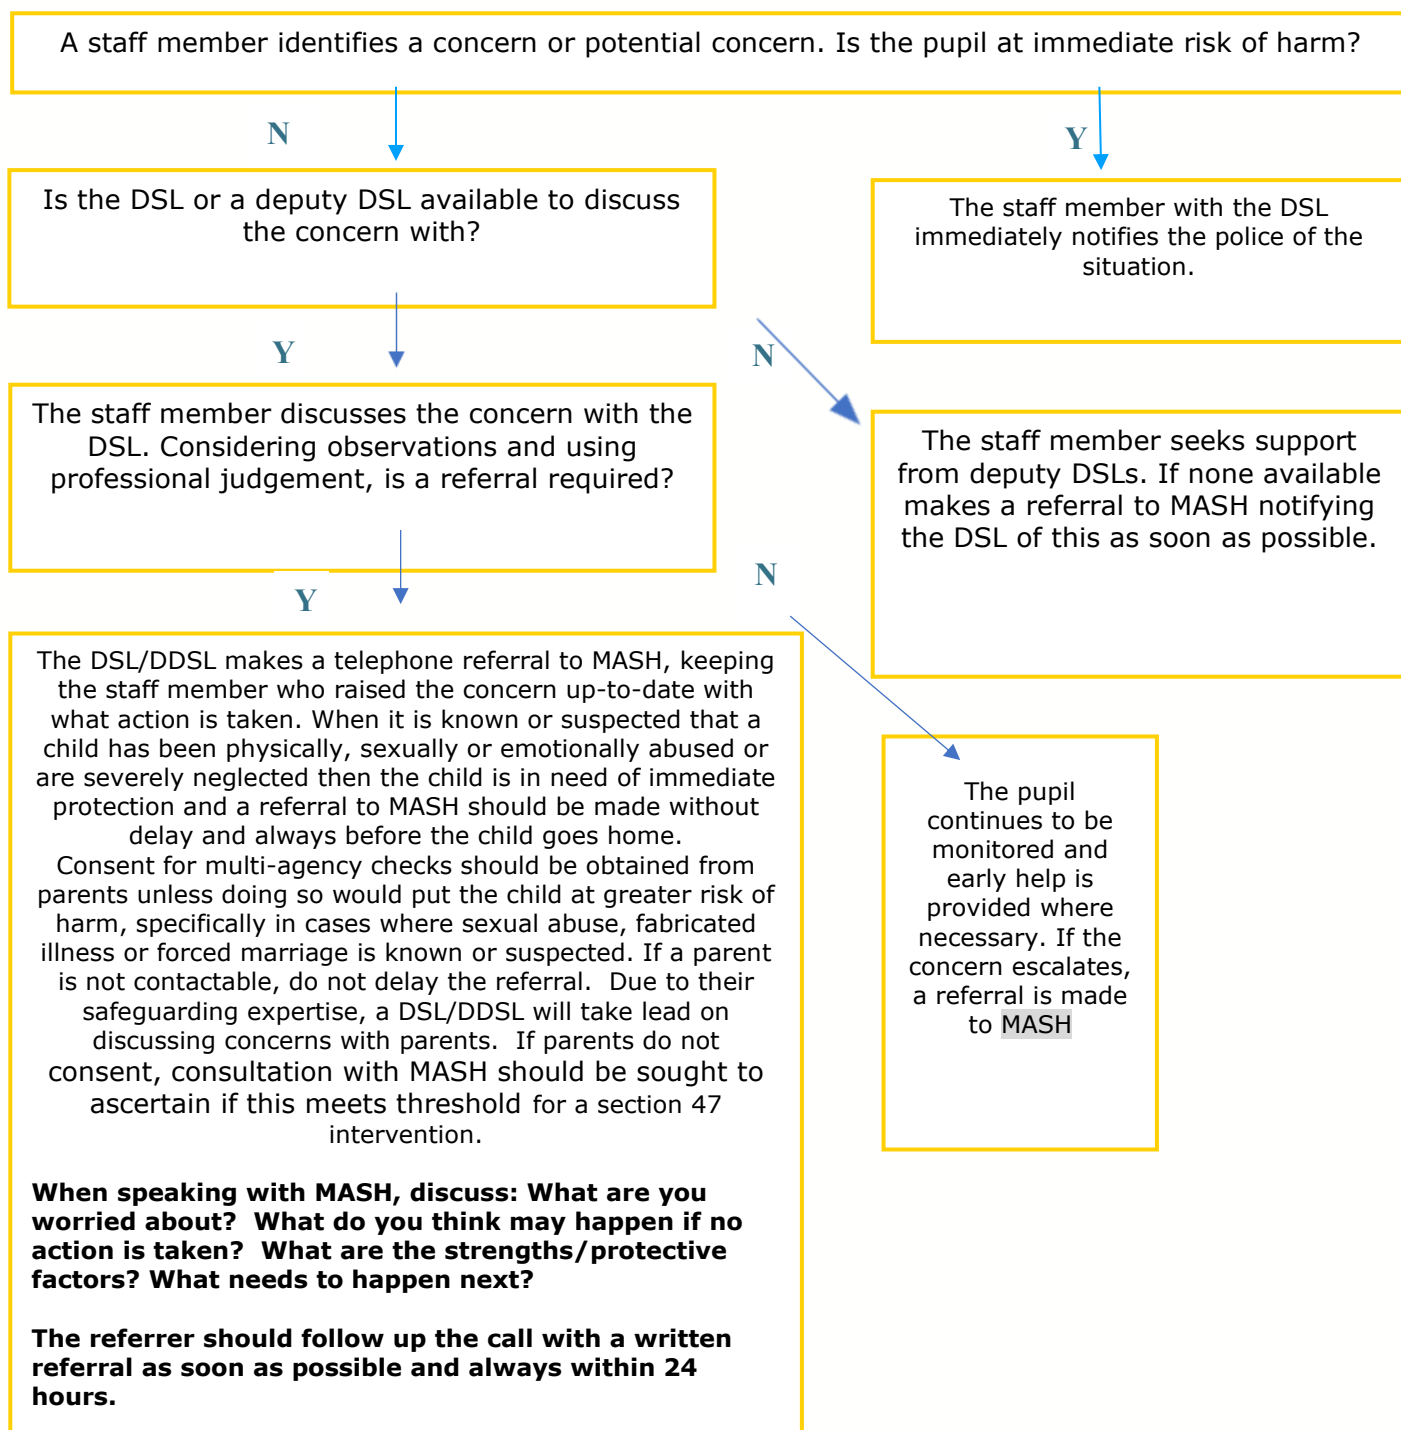 A staff member identifies a concern or potential concern. Is the pupil at immediate risk of harm?
N
Y
Is the DSL or a deputy DSL available to discuss
the concern with?
The staff member with the DSL
immediately notifies the police of the
situation.
Y
N
The staff member discusses the concern with the
DSL. Considering observations and using
professional judgement, is a referral required?
The staff member seeks support
from deputy DSLs. If none available
makes a referral to MASH notifying
the DSL of this as soon as possible.
Y
N
The DSL/DDSL makes a telephone referral to MASH, keeping
the staff member who raised the concern up-to-date with
what action is taken. When it is known or suspected that a
child has been physically, sexually or emotionally abused or
are severely neglected then the child is in need of immediate
protection and a referral to MASH should be made without
delay and always before the child goes home.
Consent for multi-agency checks should be obtained from
parents unless doing so would put the child at greater risk of
harm, specifically in cases where sexual abuse, fabricated
illness or forced marriage is known or suspected. If a parent
is not contactable, do not delay the referral.  Due to their
safeguarding expertise, a DSL/DDSL will take lead on
discussing concerns with parents.  If parents do not
consent, consultation with MASH should be sought to
ascertain if this meets threshold for a section 47
intervention.
When speaking with MASH, discuss: What are you
worried about?  What do you think may happen if no
action is taken?  What are the strengths/protective
factors? What needs to happen next?
The referrer should follow up the call with a written
referral as soon as possible and always within 24
hours.
The pupil
continues to be
monitored and
early help is
provided where
necessary. If the
concern escalates,
a referral is made
to MASH